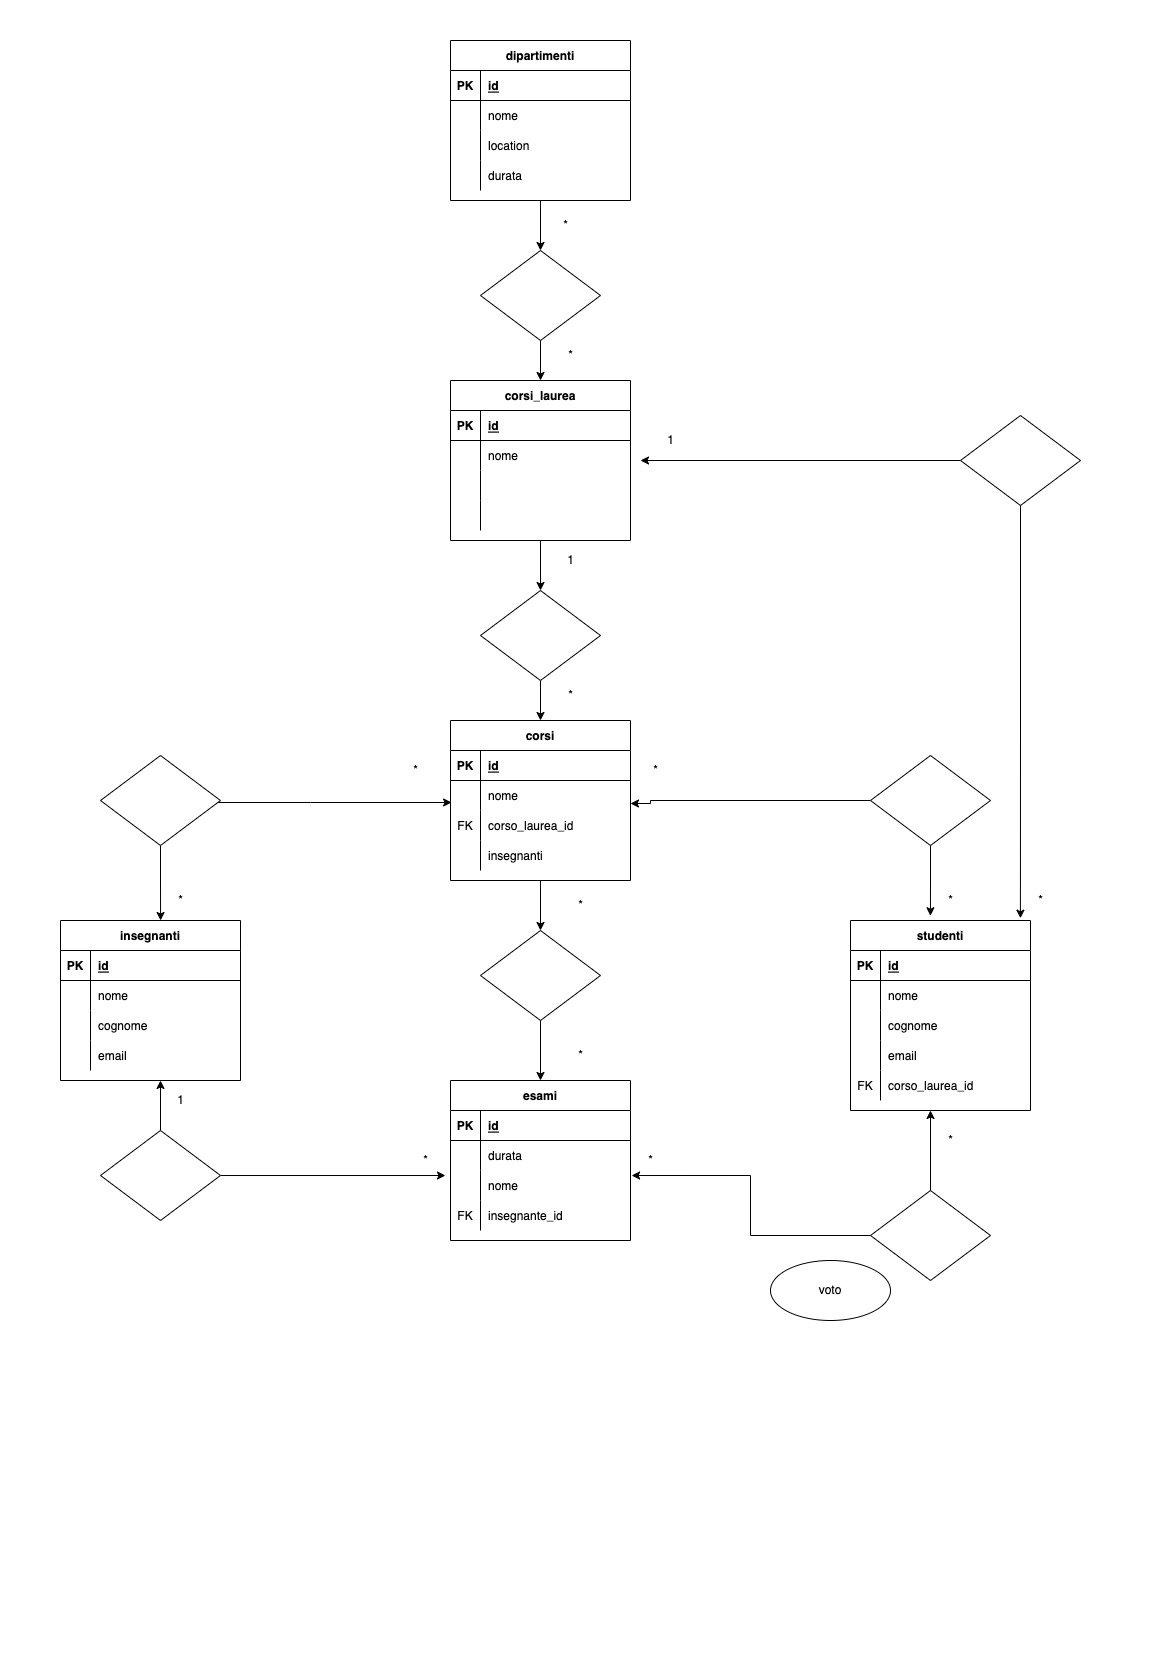 dipartimenti
PK id
nome
location
durata
*
*
corsi_laurea
PK id
nome
1
1
*
corsi
PK id
nome
FK corso_laurea_id
insegnanti
*
*
*
*
*
*
insegnanti
PK id
nome
cognome
email
studenti
PK id
nome
cognome
email
FK corso_laurea_id
*
1
esami
PK id
durata
nome
FK insegnante_id
*
*
*
voto